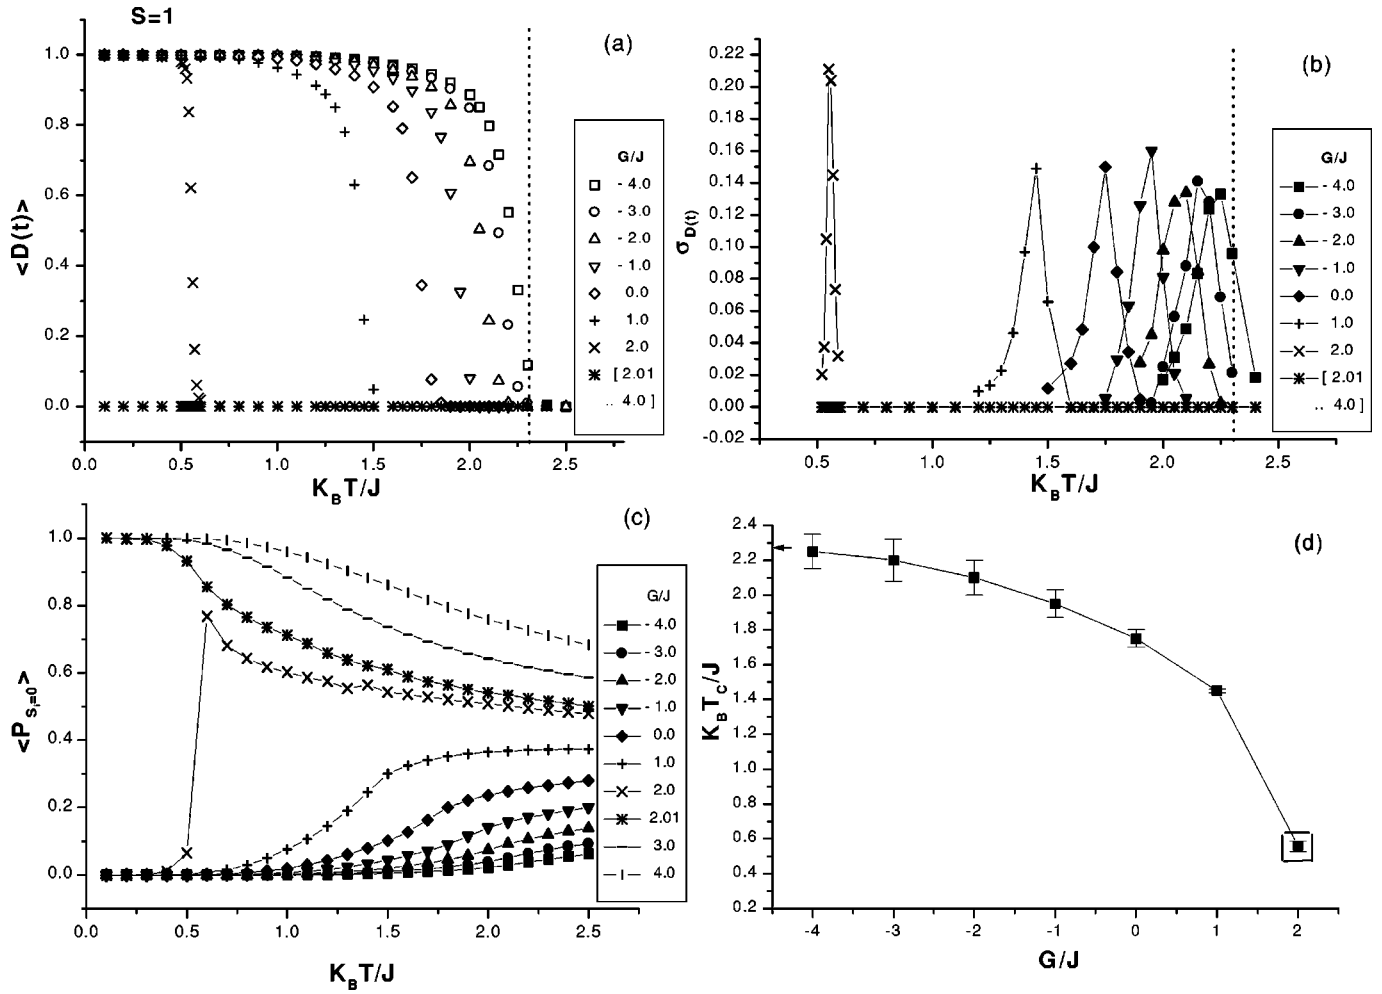 S=1
(a)
<D(t)>
1.0
0.8
0.6
0.4
0.2
0.0
0.0 0.5 1.0 1.5 2.0 2.5
K_B T/J
G/J
- 4.0
- 3.0
- 2.0
- 1.0
0.0
1.0
2.0
[ 2.01
.. 4.0 ]
(b)
σ_D(t)
0.22
0.20
0.18
0.16
0.14
0.12
0.10
0.08
0.06
0.04
0.02
0.00
-0.02
0.5 1.0 1.5 2.0 2.5
K_B T/J
G/J
- 4.0
- 3.0
- 2.0
- 1.0
0.0
1.0
2.0
[ 2.01
.. 4.0 ]
(c)
<P_{S_i=0}>
1.0
0.8
0.6
0.4
0.2
0.0
0.0 0.5 1.0 1.5 2.0 2.5
K_B T/J
G/J
- 4.0
- 3.0
- 2.0
- 1.0
0.0
1.0
2.0
2.01
3.0
4.0
(d)
K_B T_C/J
2.4
2.2
2.0
1.8
1.6
1.4
1.2
1.0
0.8
0.6
0.4
0.2
-4 -3 -2 -1 0 1 2
G/J